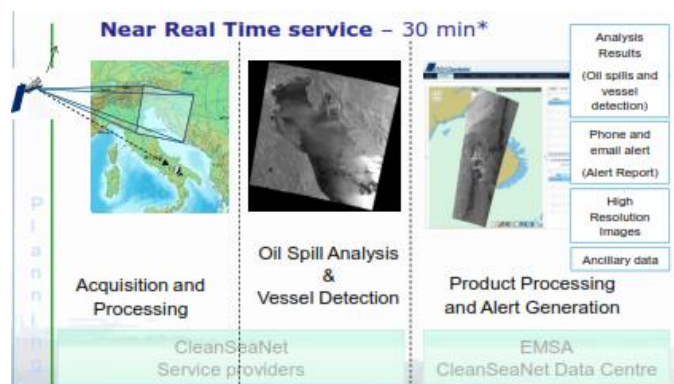 Near Real Time service – 30 min*
Analysis
Results
(Oil spills and
vessel
detection)
Phone and
email alert
(Alert Report)
High
Resolution
Images
Ancillary data
Planning
Acquisition and
Processing
Oil Spill Analysis
&
Vessel Detection
Product Processing
and Alert Generation
CleanSeaNet
Service providers
EMSA
CleanSeaNet Data Centre